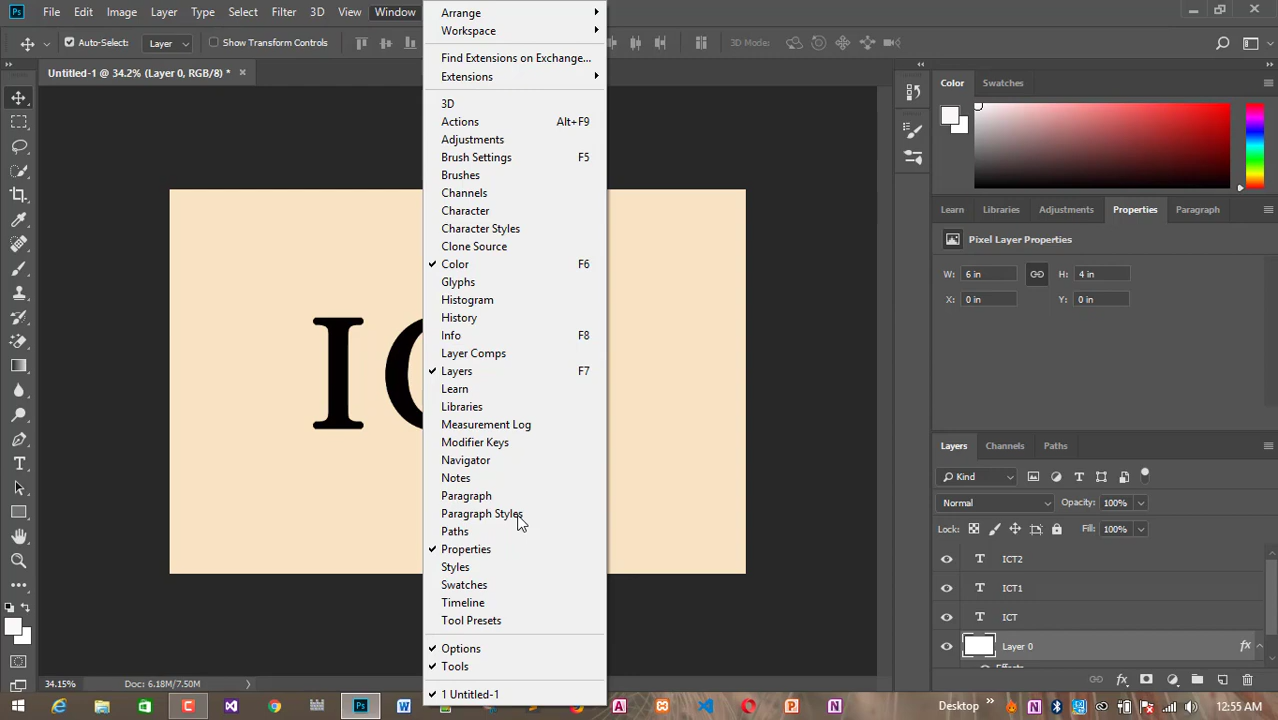 Ps File Edit Image Layer Type Select Filter 3D View Window
Auto-Select: Layer Show Transform Controls 3D Mode:
Untitled-1 @ 34.2% (Layer 0, RGB/8) *
Arrange
Workspace
Find Extensions on Exchange...
Extensions
3D
Actions Alt+F9
Adjustments
Brush Settings F5
Brushes
Channels
Character
Character Styles
Clone Source
Color F6
Glyphs
Histogram
History
Info F8
Layer Comps
Layers F7
Learn
Libraries
Measurement Log
Modifier Keys
Navigator
Notes
Paragraph
Paragraph Styles
Paths
Properties
Styles
Swatches
Timeline
Tool Presets
Options
Tools
1 Untitled-1
Color Swatches
Learn Libraries Adjustments Properties Paragraph
Pixel Layer Properties
W: 6 in H: 4 in
X: 0 in Y: 0 in
Layers Channels Paths
Kind
Normal Opacity: 100%
Lock: Fill: 100%
ICT2
ICT1
ICT
Layer 0 fx
34.15% Doc: 6.18M/7.50M
Desktop 12:55 AM